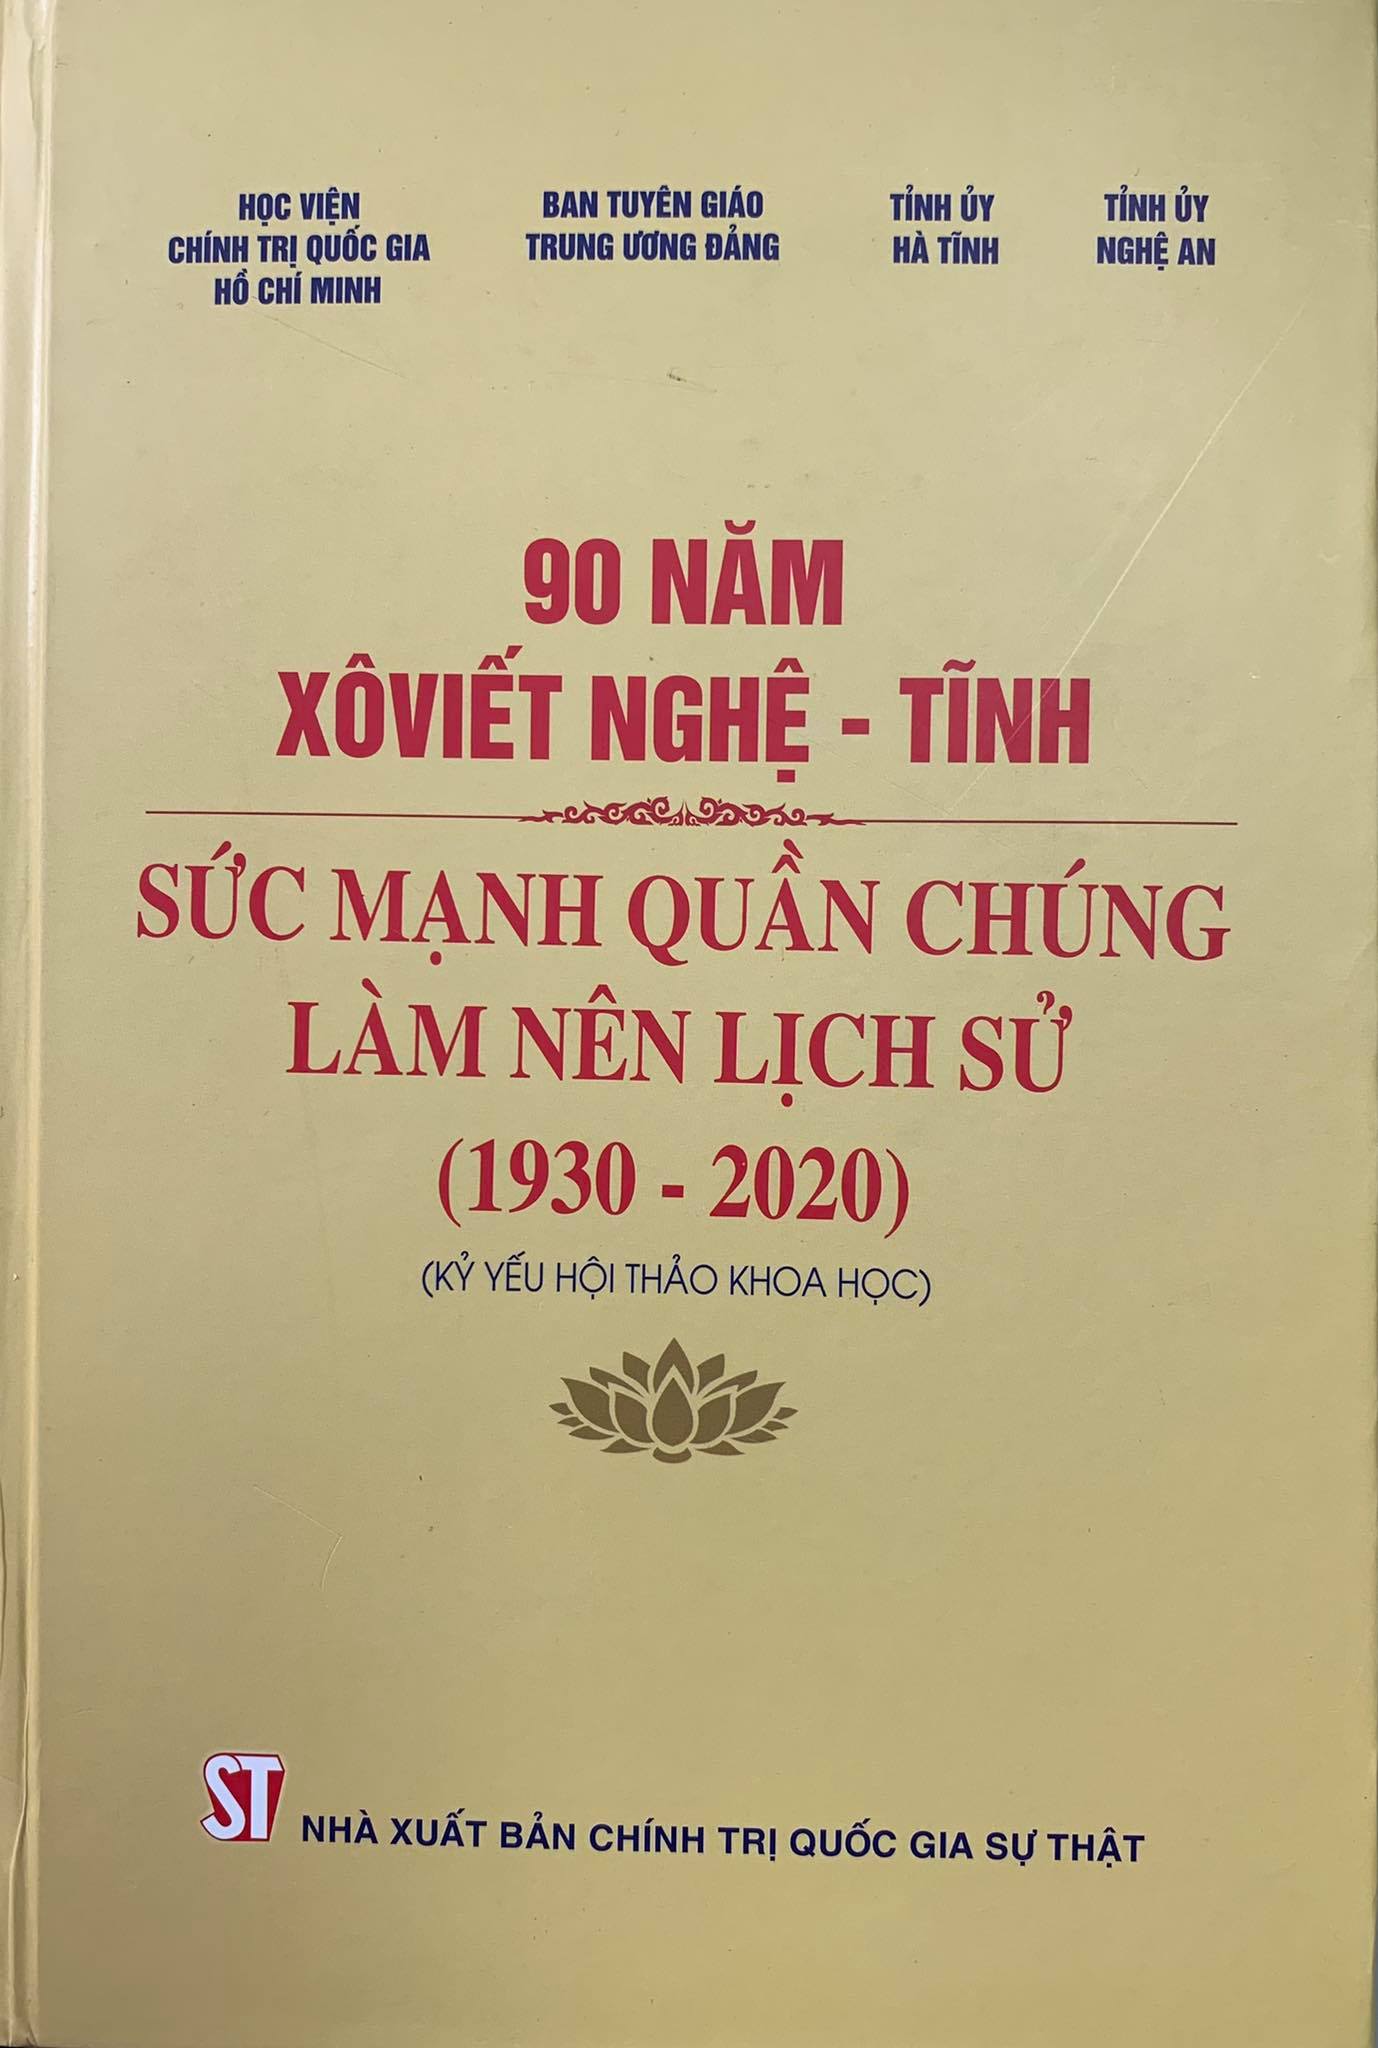 HỌC VIỆN
CHÍNH TRỊ QUỐC GIA
HỒ CHÍ MINH
BAN TUYÊN GIÁO
TRUNG ƯƠNG ĐẢNG
TỈNH ỦY
HÀ TĨNH
TỈNH ỦY
NGHỆ AN
90 NĂM
XÔVIẾT NGHỆ - TĨNH
SỨC MẠNH QUẦN CHÚNG
LÀM NÊN LỊCH SỬ
(1930 - 2020)
(KỶ YẾU HỘI THẢO KHOA HỌC)
ST
NHÀ XUẤT BẢN CHÍNH TRỊ QUỐC GIA SỰ THẬT